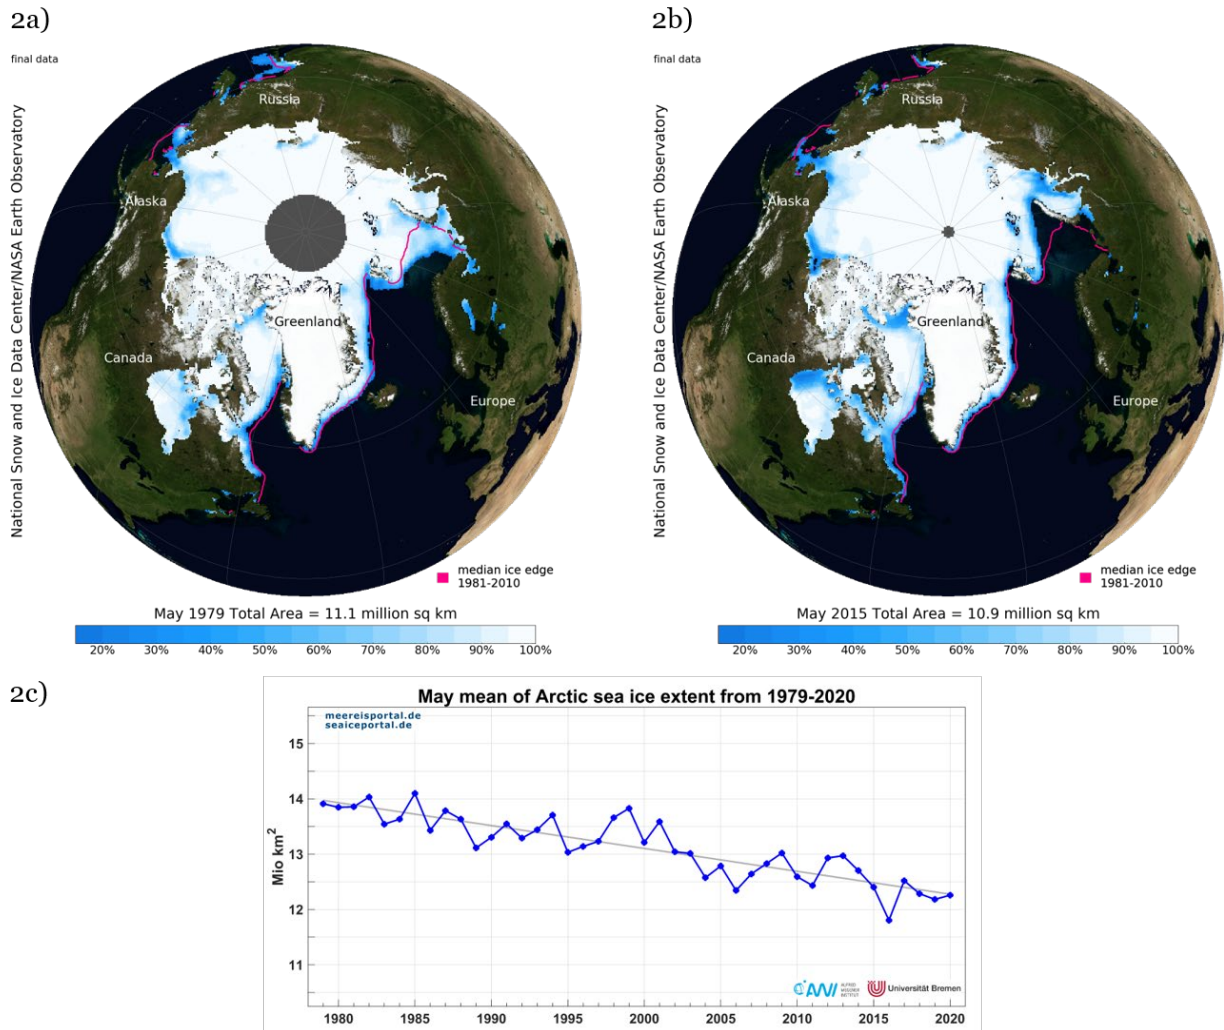 2a)
final data
National Snow and Ice Data Center/NASA Earth Observatory
Russia
Alaska
Greenland
Canada
Europe
median ice edge
1981-2010
May 1979 Total Area = 11.1 million sq km
20% 30% 40% 50% 60% 70% 80% 90% 100%
2b)
final data
National Snow and Ice Data Center/NASA Earth Observatory
Russia
Alaska
Greenland
Canada
Europe
median ice edge
1981-2010
May 2015 Total Area = 10.9 million sq km
20% 30% 40% 50% 60% 70% 80% 90% 100%
2c)
May mean of Arctic sea ice extent from 1979-2020
meereisportal.de
seaiceportal.de
Mio km²
15
14
13
12
11
AWI
ALFRED
WEGENER
INSTITUT
Universität Bremen
1980 1985 1990 1995 2000 2005 2010 2015 2020